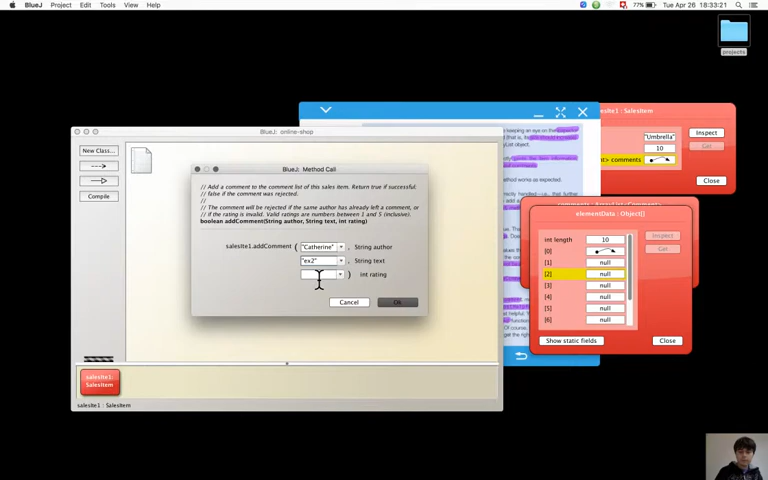 BlueJ Project Edit Tools View Help
77% Tue Apr 26 18:33:21
projects
keeping an eye on the
salesite1 : SalesItem
"Umbrella"
10
comments
Inspect
Get
Close
BlueJ: online-shop
New Class...
Compile
BlueJ: Method Call
// Add a comment to the comment list of this sales item. Return true if successful.
// false if the comment was rejected.
//
// The comment will be rejected if the same author has already left a comment, or
// if the rating is invalid. Valid ratings are numbers between 1 and 5 (inclusive).
boolean addComment(String author, String text, int rating)
salesite1.addComment ( "Catherine" , String author
"ex2" , String text
) int rating
Cancel Ok
elementData : Object[]
int length 10
[0]
[1] null
[2] null
[3] null
[4] null
[5] null
[6] null
Inspect
Get
Show static fields Close
salesite1:
SalesItem
salesite1 : SalesItem